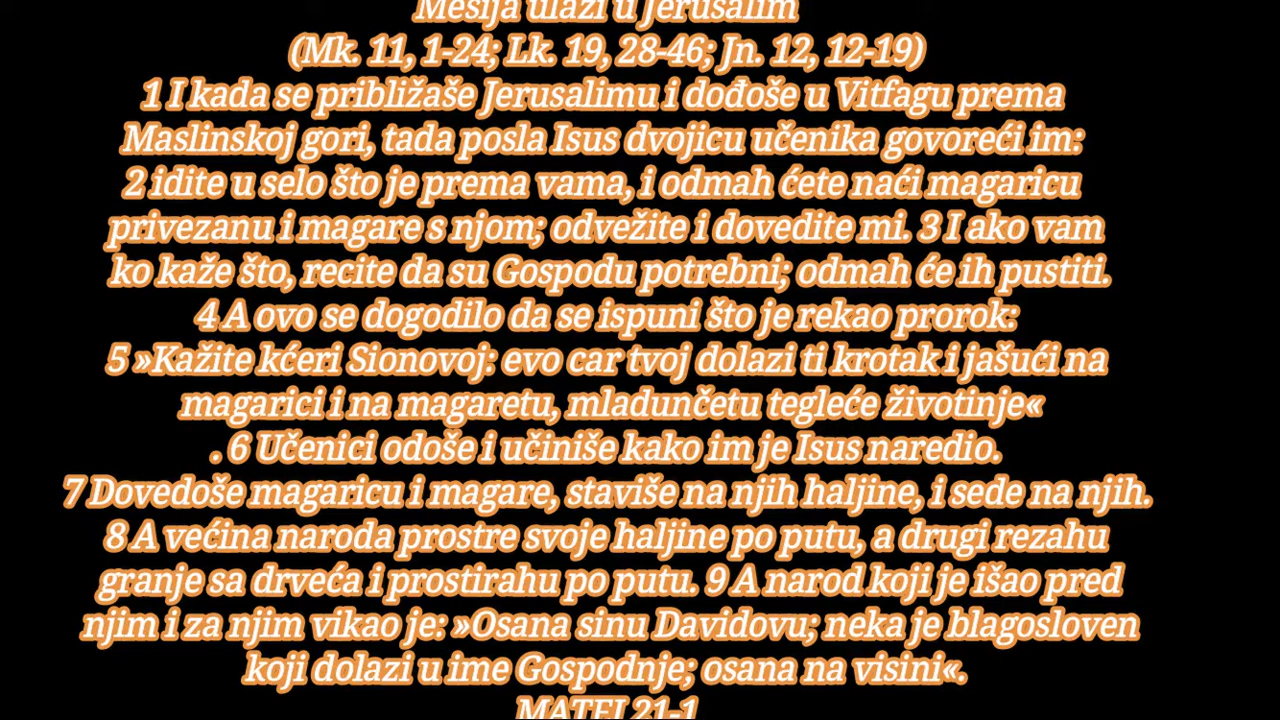 Mesija ulazi u Jerusalim
(Mk. 11, 1-24; Lk. 19, 28-46; Jn. 12, 12-19)
1 I kada se približaše Jerusalimu i dođoše u Vitfagu prema
Maslinskoj gori, tada posla Isus dvojicu učenika govoreći im:
2 idite u selo što je prema vama, i odmah ćete naći magaricu
privezanu i magare s njom; odvežite i dovedite mi. 3 I ako vam
ko kaže što, recite da su Gospodu potrebni; odmah će ih pustiti.
4 A ovo se dogodilo da se ispuni što je rekao prorok:
5 »Kažite kćeri Sionovoj: evo car tvoj dolazi ti krotak i jašući na
magarici i na magaretu, mladunčetu tegleće životinje«
. 6 Učenici odoše i učiniše kako im je Isus naredio.
7 Dovedoše magaricu i magare, staviše na njih haljine, i sede na njih.
8 A većina naroda prostre svoje haljine po putu, a drugi rezahu
granje sa drveća i prostirahu po putu. 9 A narod koji je išao pred
njim i za njim vikao je: »Osana sinu Davidovu; neka je blagosloven
koji dolazi u ime Gospodnje; osana na visini«.
MATEJ 21-1